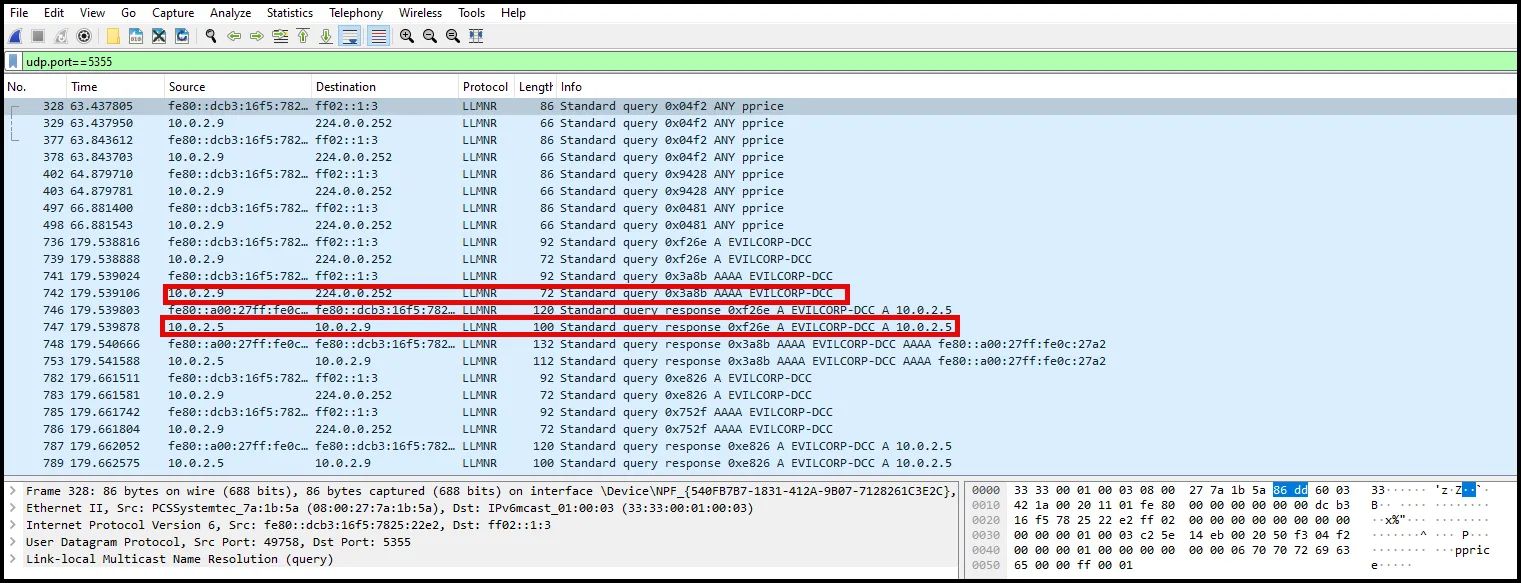 File Edit View Go Capture Analyze Statistics Telephony Wireless Tools Help
udp.port==5355
No. Time Source Destination Protocol Length Info
328 63.437805 fe80::dcb3:16f5:782… ff02::1:3 LLMNR 86 Standard query 0x04f2 ANY pprice
329 63.437950 10.0.2.9 224.0.0.252 LLMNR 66 Standard query 0x04f2 ANY pprice
377 63.843612 fe80::dcb3:16f5:782… ff02::1:3 LLMNR 86 Standard query 0x04f2 ANY pprice
378 63.843703 10.0.2.9 224.0.0.252 LLMNR 66 Standard query 0x04f2 ANY pprice
402 64.879710 fe80::dcb3:16f5:782… ff02::1:3 LLMNR 86 Standard query 0x9428 ANY pprice
403 64.879781 10.0.2.9 224.0.0.252 LLMNR 66 Standard query 0x9428 ANY pprice
497 66.881400 fe80::dcb3:16f5:782… ff02::1:3 LLMNR 86 Standard query 0x0481 ANY pprice
498 66.881543 10.0.2.9 224.0.0.252 LLMNR 66 Standard query 0x0481 ANY pprice
736 179.538816 fe80::dcb3:16f5:782… ff02::1:3 LLMNR 92 Standard query 0xf26e A EVILCORP-DCC
739 179.538888 10.0.2.9 224.0.0.252 LLMNR 72 Standard query 0xf26e A EVILCORP-DCC
741 179.539024 fe80::dcb3:16f5:782… ff02::1:3 LLMNR 92 Standard query 0x3a8b AAAA EVILCORP-DCC
742 179.539106 10.0.2.9 224.0.0.252 LLMNR 72 Standard query 0x3a8b AAAA EVILCORP-DCC
746 179.539803 fe80::a00:27ff:fe0c… fe80::dcb3:16f5:782… LLMNR 120 Standard query response 0xf26e A EVILCORP-DCC A 10.0.2.5
747 179.539878 10.0.2.5 10.0.2.9 LLMNR 100 Standard query response 0xf26e A EVILCORP-DCC A 10.0.2.5
748 179.540666 fe80::a00:27ff:fe0c… fe80::dcb3:16f5:782… LLMNR 132 Standard query response 0x3a8b AAAA EVILCORP-DCC AAAA fe80::a00:27ff:fe0c:27a2
753 179.541588 10.0.2.5 10.0.2.9 LLMNR 112 Standard query response 0x3a8b AAAA EVILCORP-DCC AAAA fe80::a00:27ff:fe0c:27a2
782 179.661511 fe80::dcb3:16f5:782… ff02::1:3 LLMNR 92 Standard query 0xe826 A EVILCORP-DCC
783 179.661581 10.0.2.9 224.0.0.252 LLMNR 72 Standard query 0xe826 A EVILCORP-DCC
785 179.661742 fe80::dcb3:16f5:782… ff02::1:3 LLMNR 92 Standard query 0x752f AAAA EVILCORP-DCC
786 179.661804 10.0.2.9 224.0.0.252 LLMNR 72 Standard query 0x752f AAAA EVILCORP-DCC
787 179.662052 fe80::a00:27ff:fe0c… fe80::dcb3:16f5:782… LLMNR 120 Standard query response 0xe826 A EVILCORP-DCC A 10.0.2.5
789 179.662575 10.0.2.5 10.0.2.9 LLMNR 100 Standard query response 0xe826 A EVILCORP-DCC A 10.0.2.5
Frame 328: 86 bytes on wire (688 bits), 86 bytes captured (688 bits) on interface \Device\NPF_{540FB7B7-1831-412A-9B07-7128261C3E2C},
Ethernet II, Src: PCSSystemtec_7a:1b:5a (08:00:27:7a:1b:5a), Dst: IPv6mcast_01:00:03 (33:33:00:01:00:03)
Internet Protocol Version 6, Src: fe80::dcb3:16f5:7825:22e2, Dst: ff02::1:3
User Datagram Protocol, Src Port: 49758, Dst Port: 5355
Link-local Multicast Name Resolution (query)
0000 33 33 00 01 00 03 08 00 27 7a 1b 5a 86 dd 60 03 33······ 'z·Z··`·
0010 42 1a 00 20 11 01 fe 80 00 00 00 00 00 00 dc b3 B·· ···· ········
0020 16 f5 78 25 22 e2 ff 02 00 00 00 00 00 00 00 00 ··x%"··· ········
0030 00 00 00 01 00 03 c2 5e 14 eb 00 20 50 f3 04 f2 ·······^ ··· P···
0040 00 00 00 01 00 00 00 00 00 00 06 70 70 72 69 63 ········ ···ppric
0050 65 00 00 ff 00 01 e·····